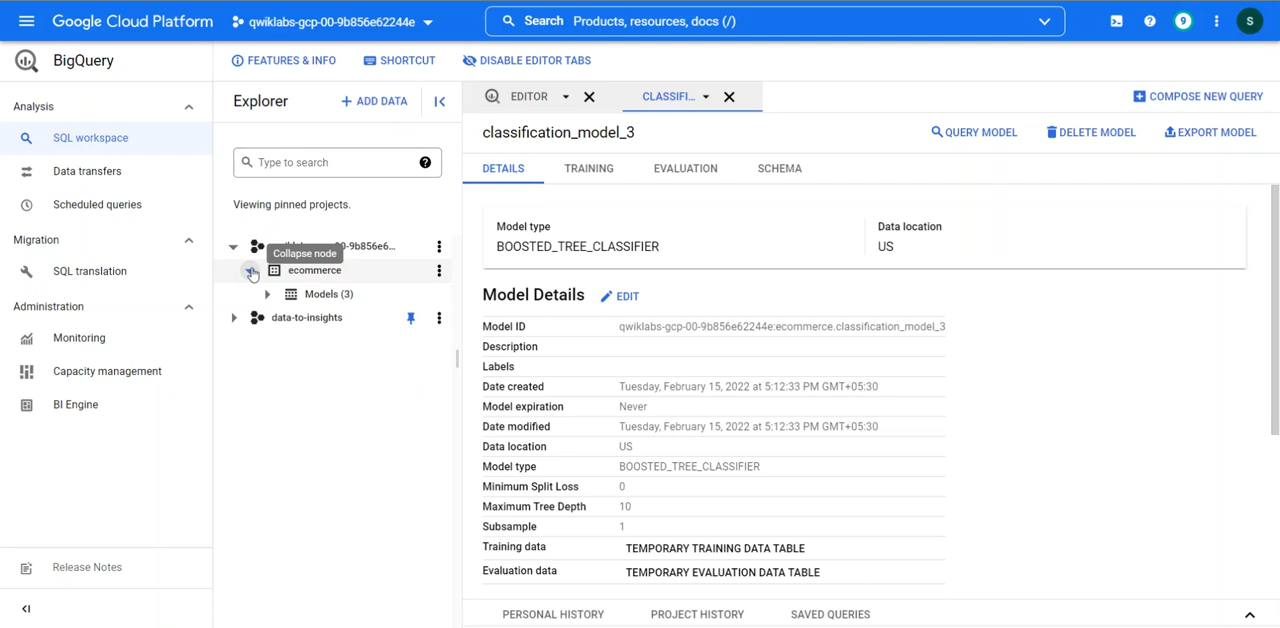 Google Cloud Platform
qwiklabs-gcp-00-9b856e62244e
Search Products, resources, docs (/)
9
S
BigQuery
FEATURES & INFO
SHORTCUT
DISABLE EDITOR TABS
Analysis
SQL workspace
Data transfers
Scheduled queries
Migration
SQL translation
Administration
Monitoring
Capacity management
BI Engine
Release Notes
Explorer
+ ADD DATA
Type to search
Viewing pinned projects.
00-9b856e6...
Collapse node
ecommerce
Models (3)
data-to-insights
EDITOR
CLASSIFI...
COMPOSE NEW QUERY
classification_model_3
QUERY MODEL
DELETE MODEL
EXPORT MODEL
DETAILS
TRAINING
EVALUATION
SCHEMA
Model type
BOOSTED_TREE_CLASSIFIER
Data location
US
Model Details
EDIT
Model ID qwiklabs-gcp-00-9b856e62244e:ecommerce.classification_model_3
Description
Labels
Date created Tuesday, February 15, 2022 at 5:12:33 PM GMT+05:30
Model expiration Never
Date modified Tuesday, February 15, 2022 at 5:12:33 PM GMT+05:30
Data location US
Model type BOOSTED_TREE_CLASSIFIER
Minimum Split Loss 0
Maximum Tree Depth 10
Subsample 1
Training data TEMPORARY TRAINING DATA TABLE
Evaluation data TEMPORARY EVALUATION DATA TABLE
PERSONAL HISTORY
PROJECT HISTORY
SAVED QUERIES